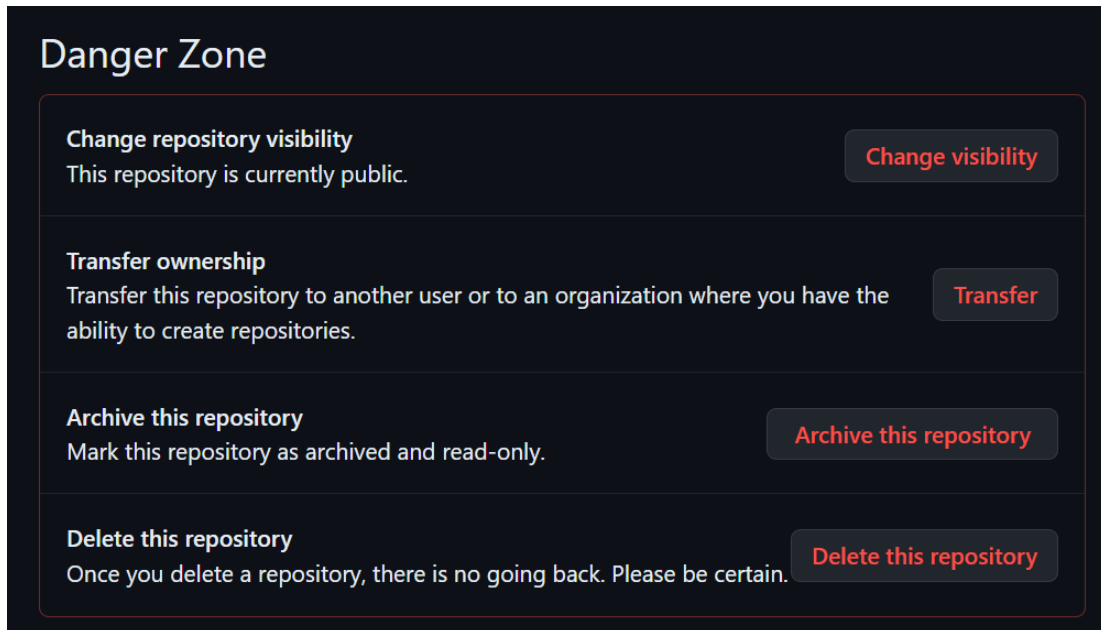 Danger Zone
Change repository visibility
This repository is currently public.
Change visibility
Transfer ownership
Transfer this repository to another user or to an organization where you have the
ability to create repositories.
Transfer
Archive this repository
Mark this repository as archived and read-only.
Archive this repository
Delete this repository
Once you delete a repository, there is no going back. Please be certain.
Delete this repository